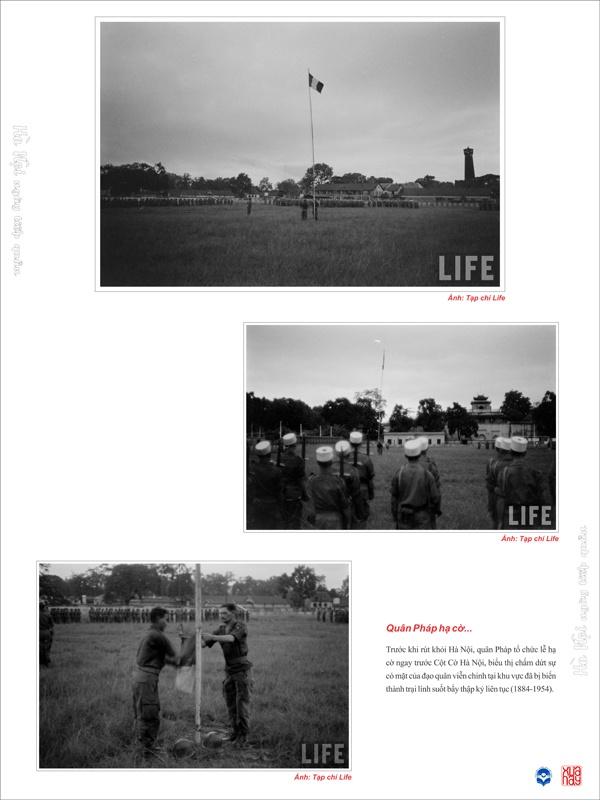 Hà Nội ngày tiếp quản
LIFE
Ảnh: Tạp chí Life
LIFE
Ảnh: Tạp chí Life
Hà Nội ngày tiếp quản
LIFE
Ảnh: Tạp chí Life
Quân Pháp hạ cờ...
Trước khi rút khỏi Hà Nội, quân Pháp tổ chức lễ hạ
cờ ngay trước Cột Cờ Hà Nội, biểu thị chấm dứt sự
có mặt của đạo quân viễn chinh tại khu vực đã bị biến
thành trại lính suốt bảy thập kỷ liên tục (1884-1954).
XƯA
NAY